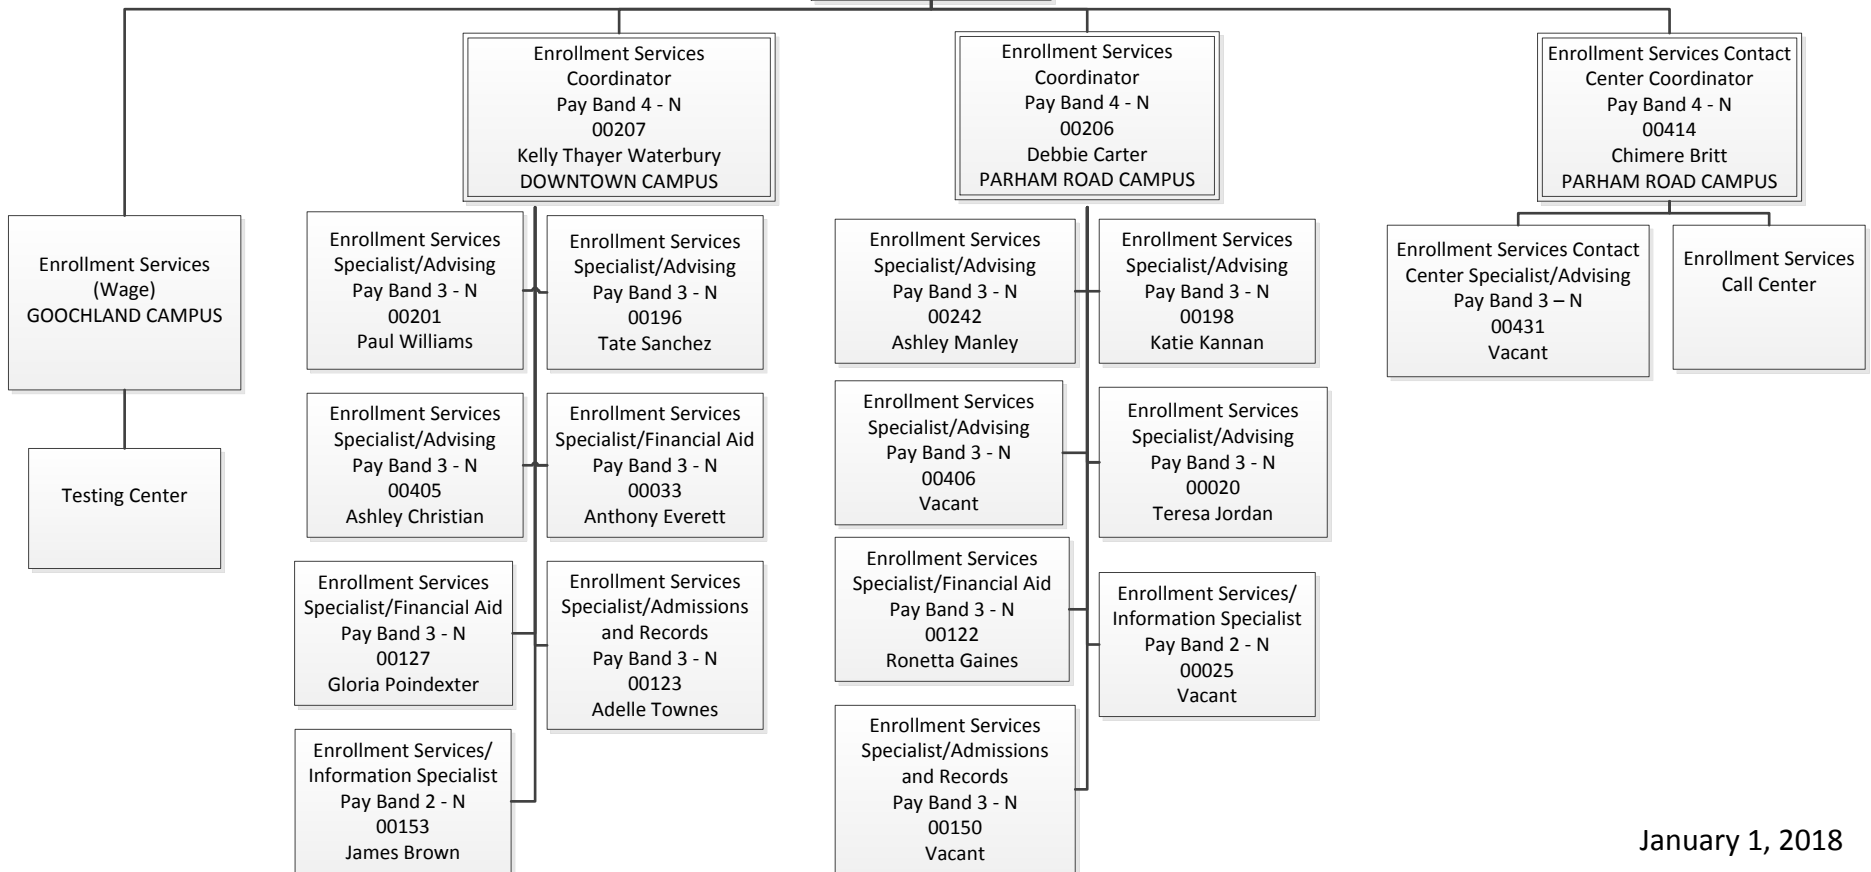 Enrollment Services
Coordinator
Pay Band 4 - N
00207
Kelly Thayer Waterbury
DOWNTOWN CAMPUS
Enrollment Services
Coordinator
Pay Band 4 - N
00206
Debbie Carter
PARHAM ROAD CAMPUS
Enrollment Services Contact
Center Coordinator
Pay Band 4 - N
00414
Chimere Britt
PARHAM ROAD CAMPUS
Enrollment Services
(Wage)
GOOCHLAND CAMPUS
Testing Center
Enrollment Services
Specialist/Advising
Pay Band 3 - N
00201
Paul Williams
Enrollment Services
Specialist/Advising
Pay Band 3 - N
00196
Tate Sanchez
Enrollment Services
Specialist/Advising
Pay Band 3 - N
00405
Ashley Christian
Enrollment Services
Specialist/Financial Aid
Pay Band 3 - N
00033
Anthony Everett
Enrollment Services
Specialist/Financial Aid
Pay Band 3 - N
00127
Gloria Poindexter
Enrollment Services
Specialist/Admissions
and Records
Pay Band 3 - N
00123
Adelle Townes
Enrollment Services/
Information Specialist
Pay Band 2 - N
00153
James Brown
Enrollment Services
Specialist/Advising
Pay Band 3 - N
00242
Ashley Manley
Enrollment Services
Specialist/Advising
Pay Band 3 - N
00198
Katie Kannan
Enrollment Services
Specialist/Advising
Pay Band 3 - N
00406
Vacant
Enrollment Services
Specialist/Advising
Pay Band 3 - N
00020
Teresa Jordan
Enrollment Services
Specialist/Financial Aid
Pay Band 3 - N
00122
Ronetta Gaines
Enrollment Services/
Information Specialist
Pay Band 2 - N
00025
Vacant
Enrollment Services
Specialist/Admissions
and Records
Pay Band 3 - N
00150
Vacant
Enrollment Services Contact
Center Specialist/Advising
Pay Band 3 – N
00431
Vacant
Enrollment Services
Call Center
January 1, 2018